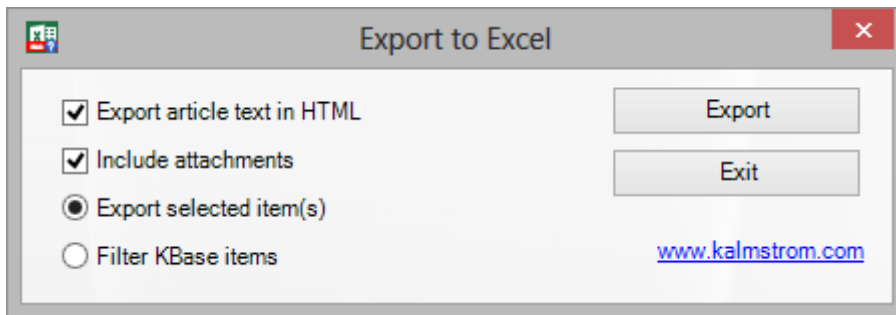 Export to Excel
Export article text in HTML
Export
Include attachments
Exit
Export selected item(s)
Filter KBase items
www.kalmstrom.com